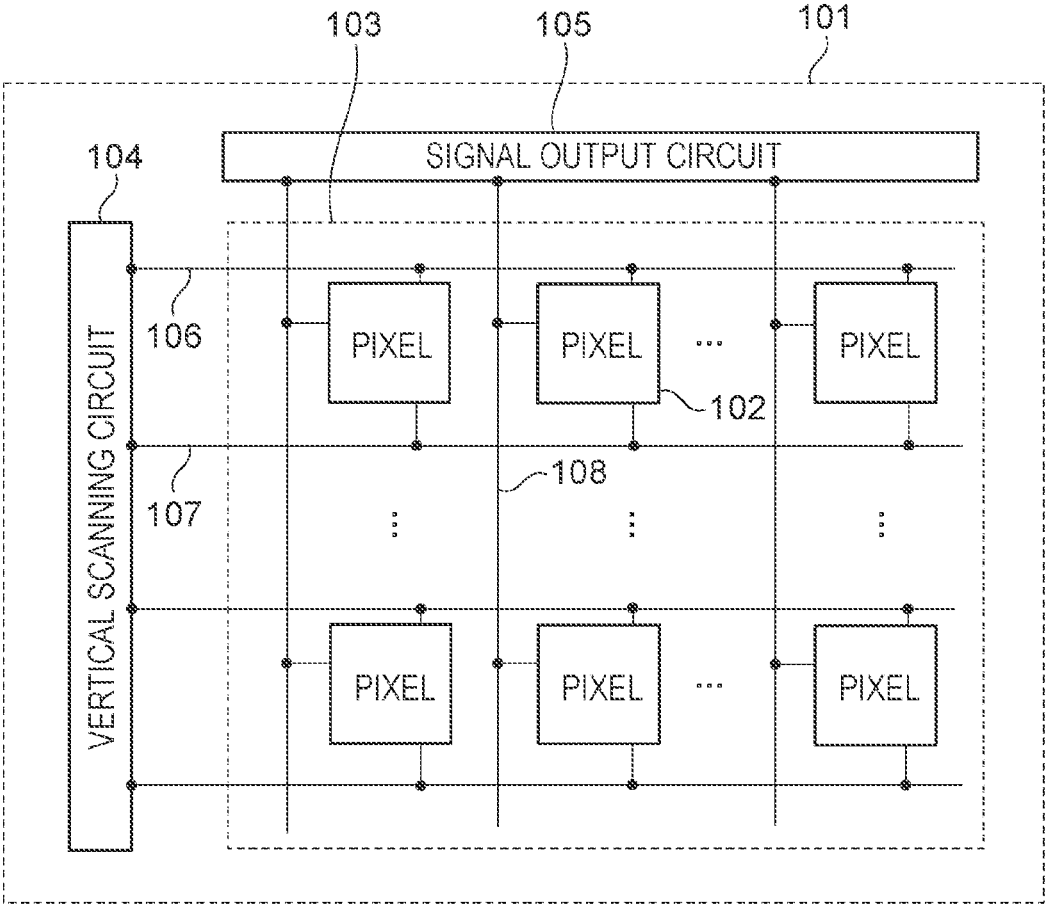 103
105
101
104
SIGNAL OUTPUT CIRCUIT
VERTICAL SCANNING CIRCUIT
106
PIXEL
PIXEL
...
PIXEL
102
107
108
...
...
...
PIXEL
PIXEL
...
PIXEL